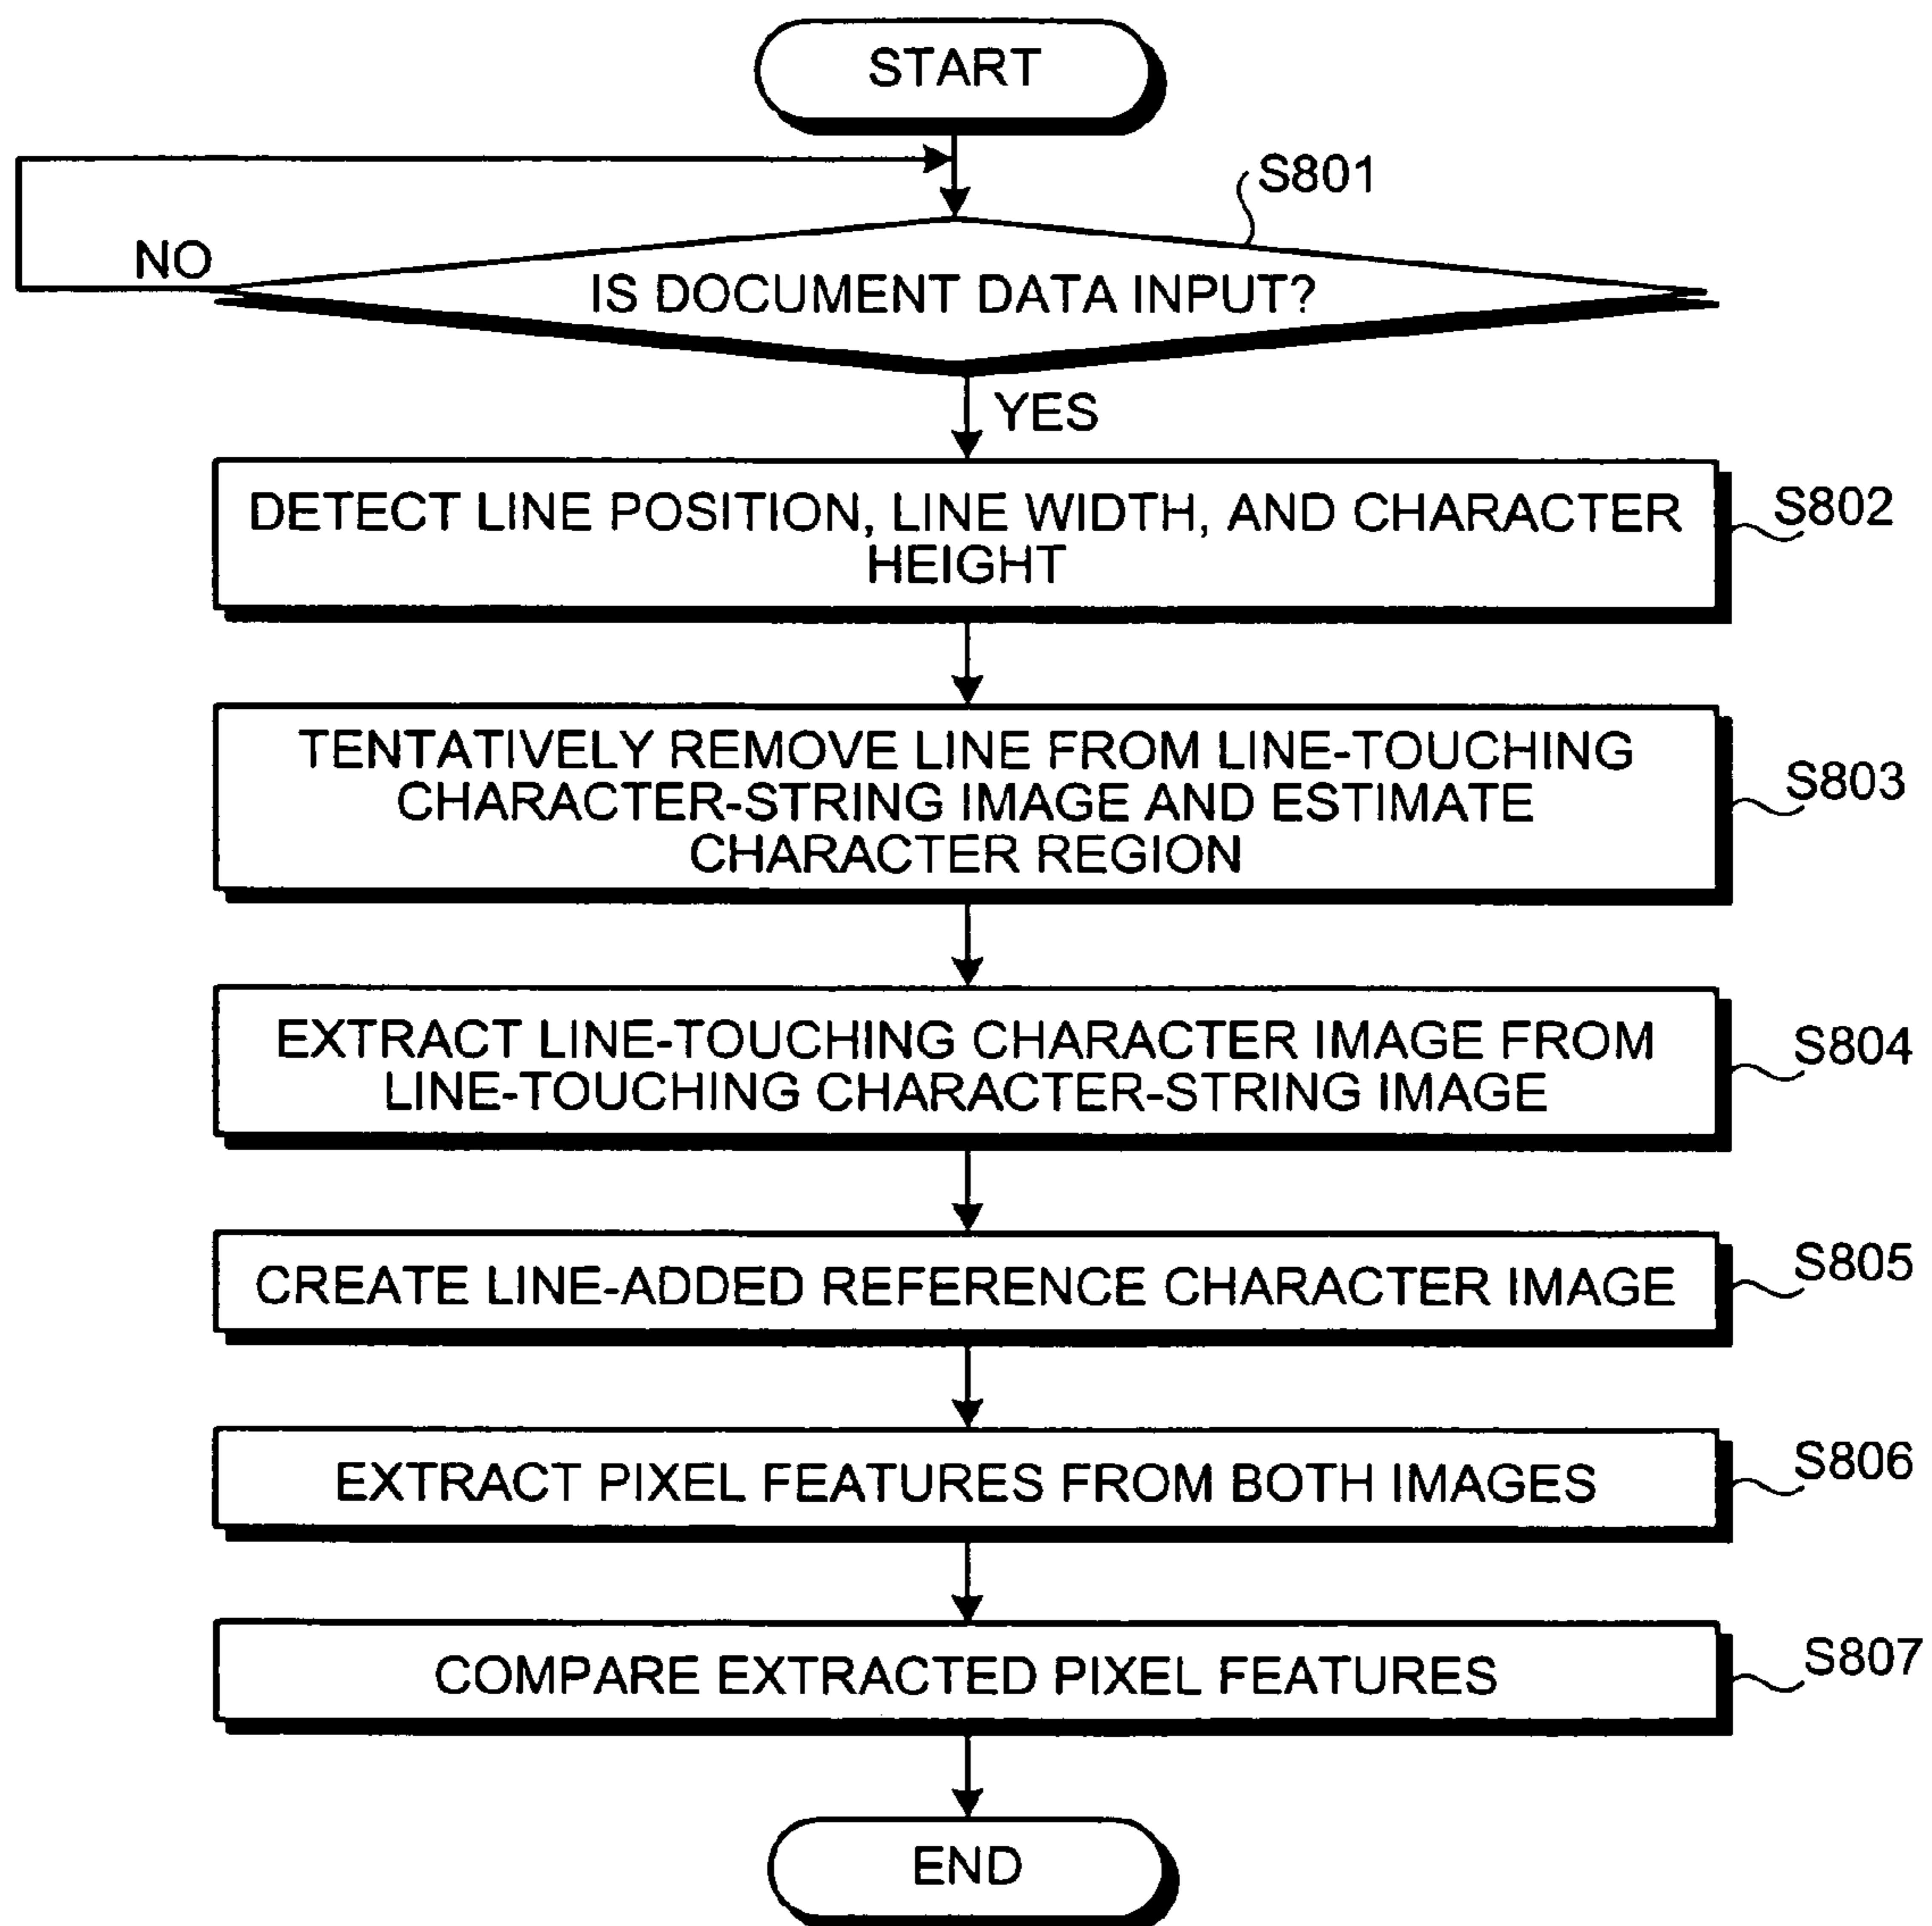 START
S801
NO
IS DOCUMENT DATA INPUT?
YES
DETECT LINE POSITION, LINE WIDTH, AND CHARACTER
HEIGHT
S802
TENTATIVELY REMOVE LINE FROM LINE-TOUCHING
CHARACTER-STRING IMAGE AND ESTIMATE
CHARACTER REGION
S803
EXTRACT LINE-TOUCHING CHARACTER IMAGE FROM
LINE-TOUCHING CHARACTER-STRING IMAGE
S804
CREATE LINE-ADDED REFERENCE CHARACTER IMAGE
S805
EXTRACT PIXEL FEATURES FROM BOTH IMAGES
S806
COMPARE EXTRACTED PIXEL FEATURES
S807
END